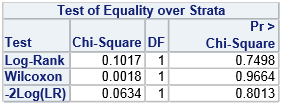 Test of Equality over Strata
Pr >
Test Chi-Square DF Chi-Square
Log-Rank 0.1017 1 0.7498
Wilcoxon 0.0018 1 0.9664
-2Log(LR) 0.0634 1 0.8013